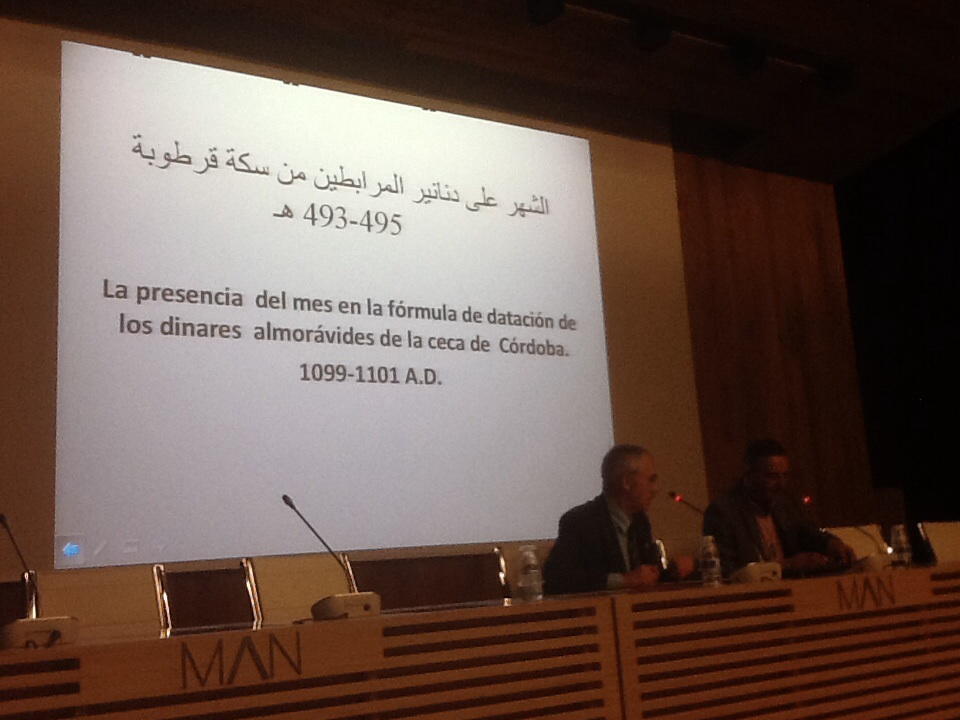 الشهر على دنانير المرابطين من سكة قرطوبة
493-495 هـ
La presencia del mes en la fórmula de datación de
los dinares almorávides de la ceca de Córdoba.
1099-1101 A.D.
MAN
MAN